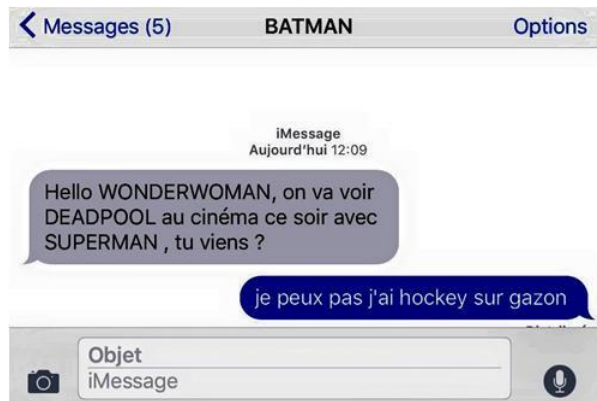 Messages (5) BATMAN Options
iMessage
Aujourd'hui 12:09
Hello WONDERWOMAN, on va voir
DEADPOOL au cinéma ce soir avec
SUPERMAN , tu viens ?
je peux pas j'ai hockey sur gazon
Objet
iMessage